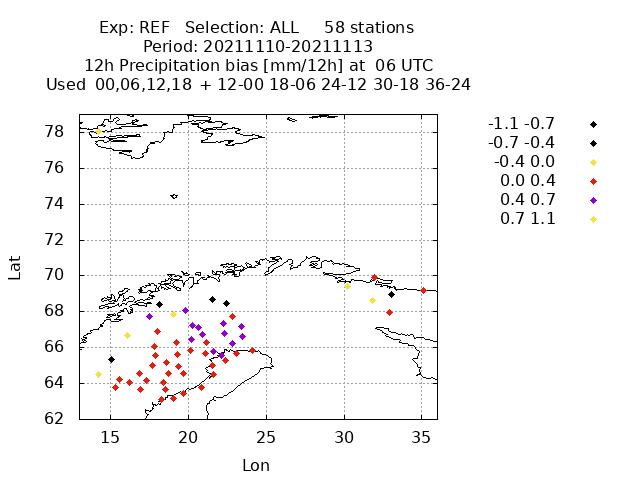 Exp: REF Selection: ALL 58 stations
Period: 20211110-20211113
12h Precipitation bias [mm/12h] at 06 UTC
Used 00,06,12,18 + 12-00 18-06 24-12 30-18 36-24
78
76
74
72
70
68
66
64
62
Lat
15 20 25 30 35
Lon
-1.1 -0.7
-0.7 -0.4
-0.4 0.0
0.0 0.4
0.4 0.7
0.7 1.1